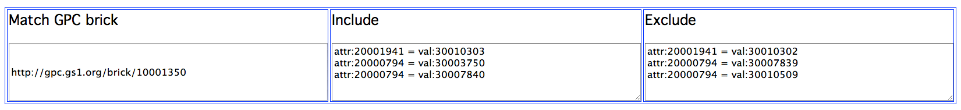 Match GPC brick
Include
Exclude
http://gpc.gs1.org/brick/10001350
attr:20001941 = val:30010303
attr:20000794 = val:30003750
attr:20000794 = val:30007840
attr:20001941 = val:30010302
attr:20000794 = val:30007839
attr:20000794 = val:30010509